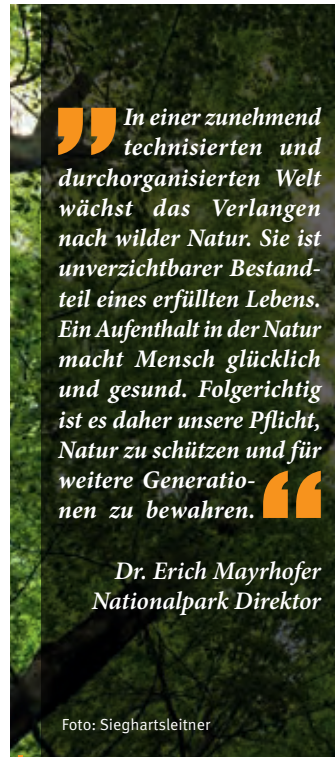 „In einer zunehmend
technisierten und
durchorganisierten Welt
wächst das Verlangen
nach wilder Natur. Sie ist
unverzichtbarer Bestand-
teil eines erfüllten Lebens.
Ein Aufenthalt in der Natur
macht Mensch glücklich
und gesund. Folgerichtig
ist es daher unsere Pflicht,
Natur zu schützen und für
weitere Generatio-
nen zu bewahren.“
Dr. Erich Mayrhofer
Nationalpark Direktor
Foto: Sieghartsleitner